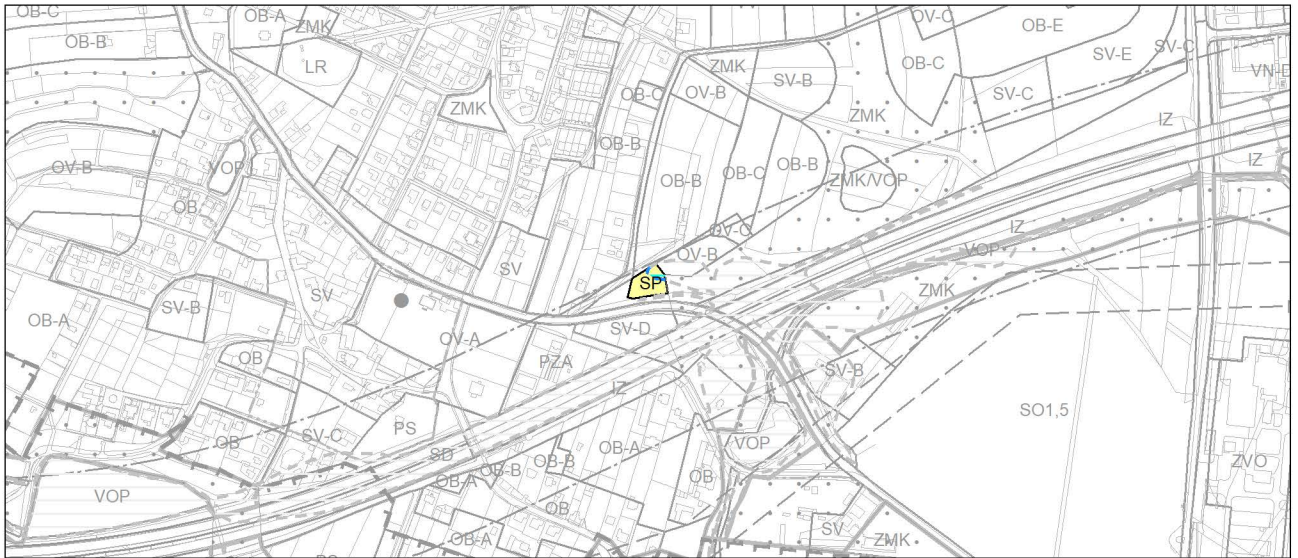 OB-C
OB-A
ZMK
OV-C
OB-E
OB-B
LR
ZMK
SV-B
OB-C
SV-E
SV-C
VN-D
ZMK
OB-C
OV-B
SV-C
ZMK
IZ
OB-B
OV-B
VOP
OB-B
OB-C
OB-B
ZMK/VOP
IZ
OB
OV-C
IZ
SV
OV-B
VOP
SP
ZMK
SV-B
SV
OB-A
SV-D
OV-A
OB
PZA
SV-B
IZ
SO1,5
PS
OB
SV-C
OB-A
VOP
SD
OB-B
OB-B
OB
ZVO
VOP
OB-A
OB
SV
OB-A
ZMK